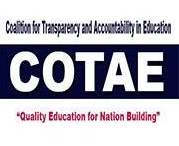 Coalition for Transparency and Accountability in Education
COTAE
“Quality Education for Nation Building”